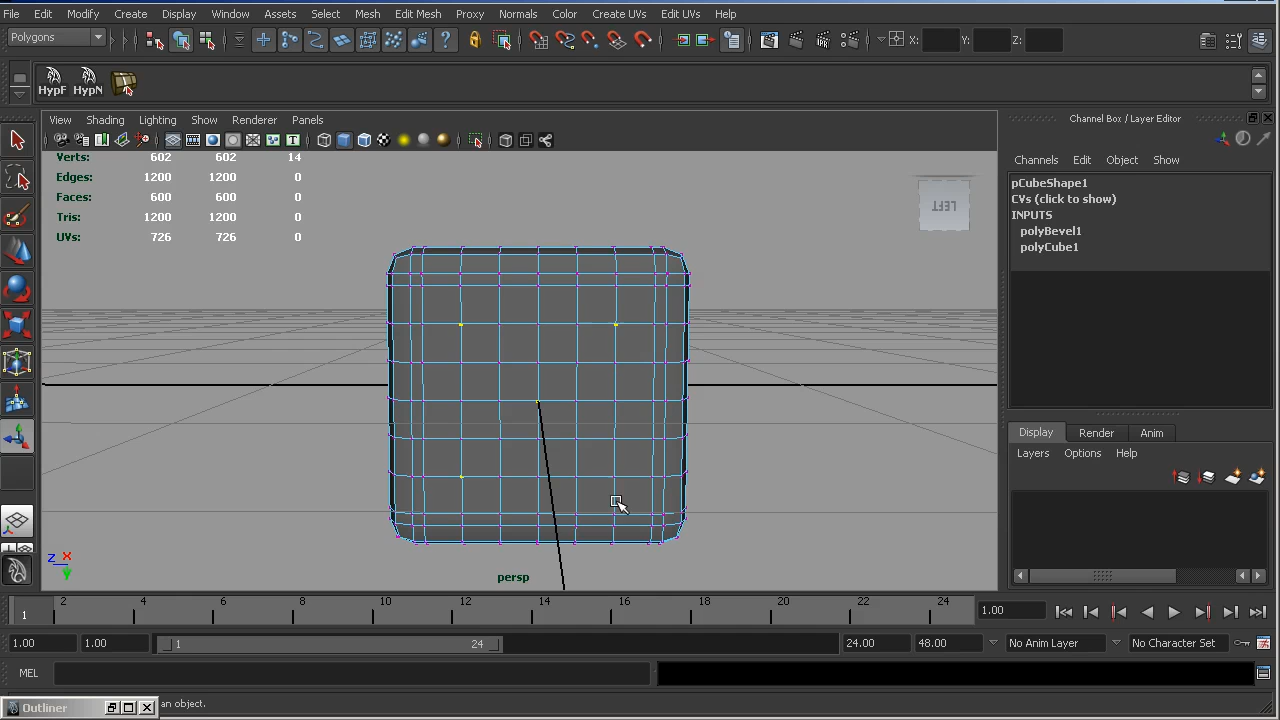 File Edit Modify Create Display Window Assets Select Mesh Edit Mesh Proxy Normals Color Create UVs Edit UVs Help
Polygons X: Y: Z:
HypF HypN
View Shading Lighting Show Renderer Panels
Channel Box / Layer Editor
Channels Edit Object Show
Verts: 602 602 14
Edges: 1200 1200 0
Faces: 600 600 0
Tris: 1200 1200 0
UVs: 726 726 0
LEFT
pCubeShape1
CVs (click to show)
INPUTS
polyBevel1
polyCube1
Display Render Anim
Layers Options Help
z x
y
persp
1 2 4 6 8 10 12 14 16 18 20 22 24 1.00
1.00 1.00 1 24 24.00 48.00 No Anim Layer No Character Set
MEL
Outliner an object.